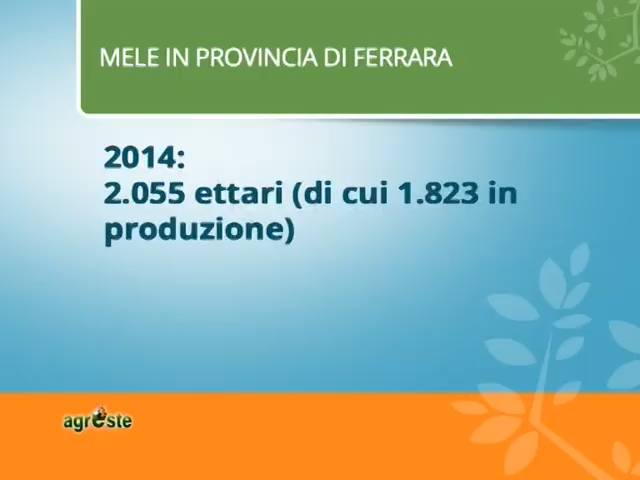 MELE IN PROVINCIA DI FERRARA
2014:
2.055 ettari (di cui 1.823 in
produzione)
agreste